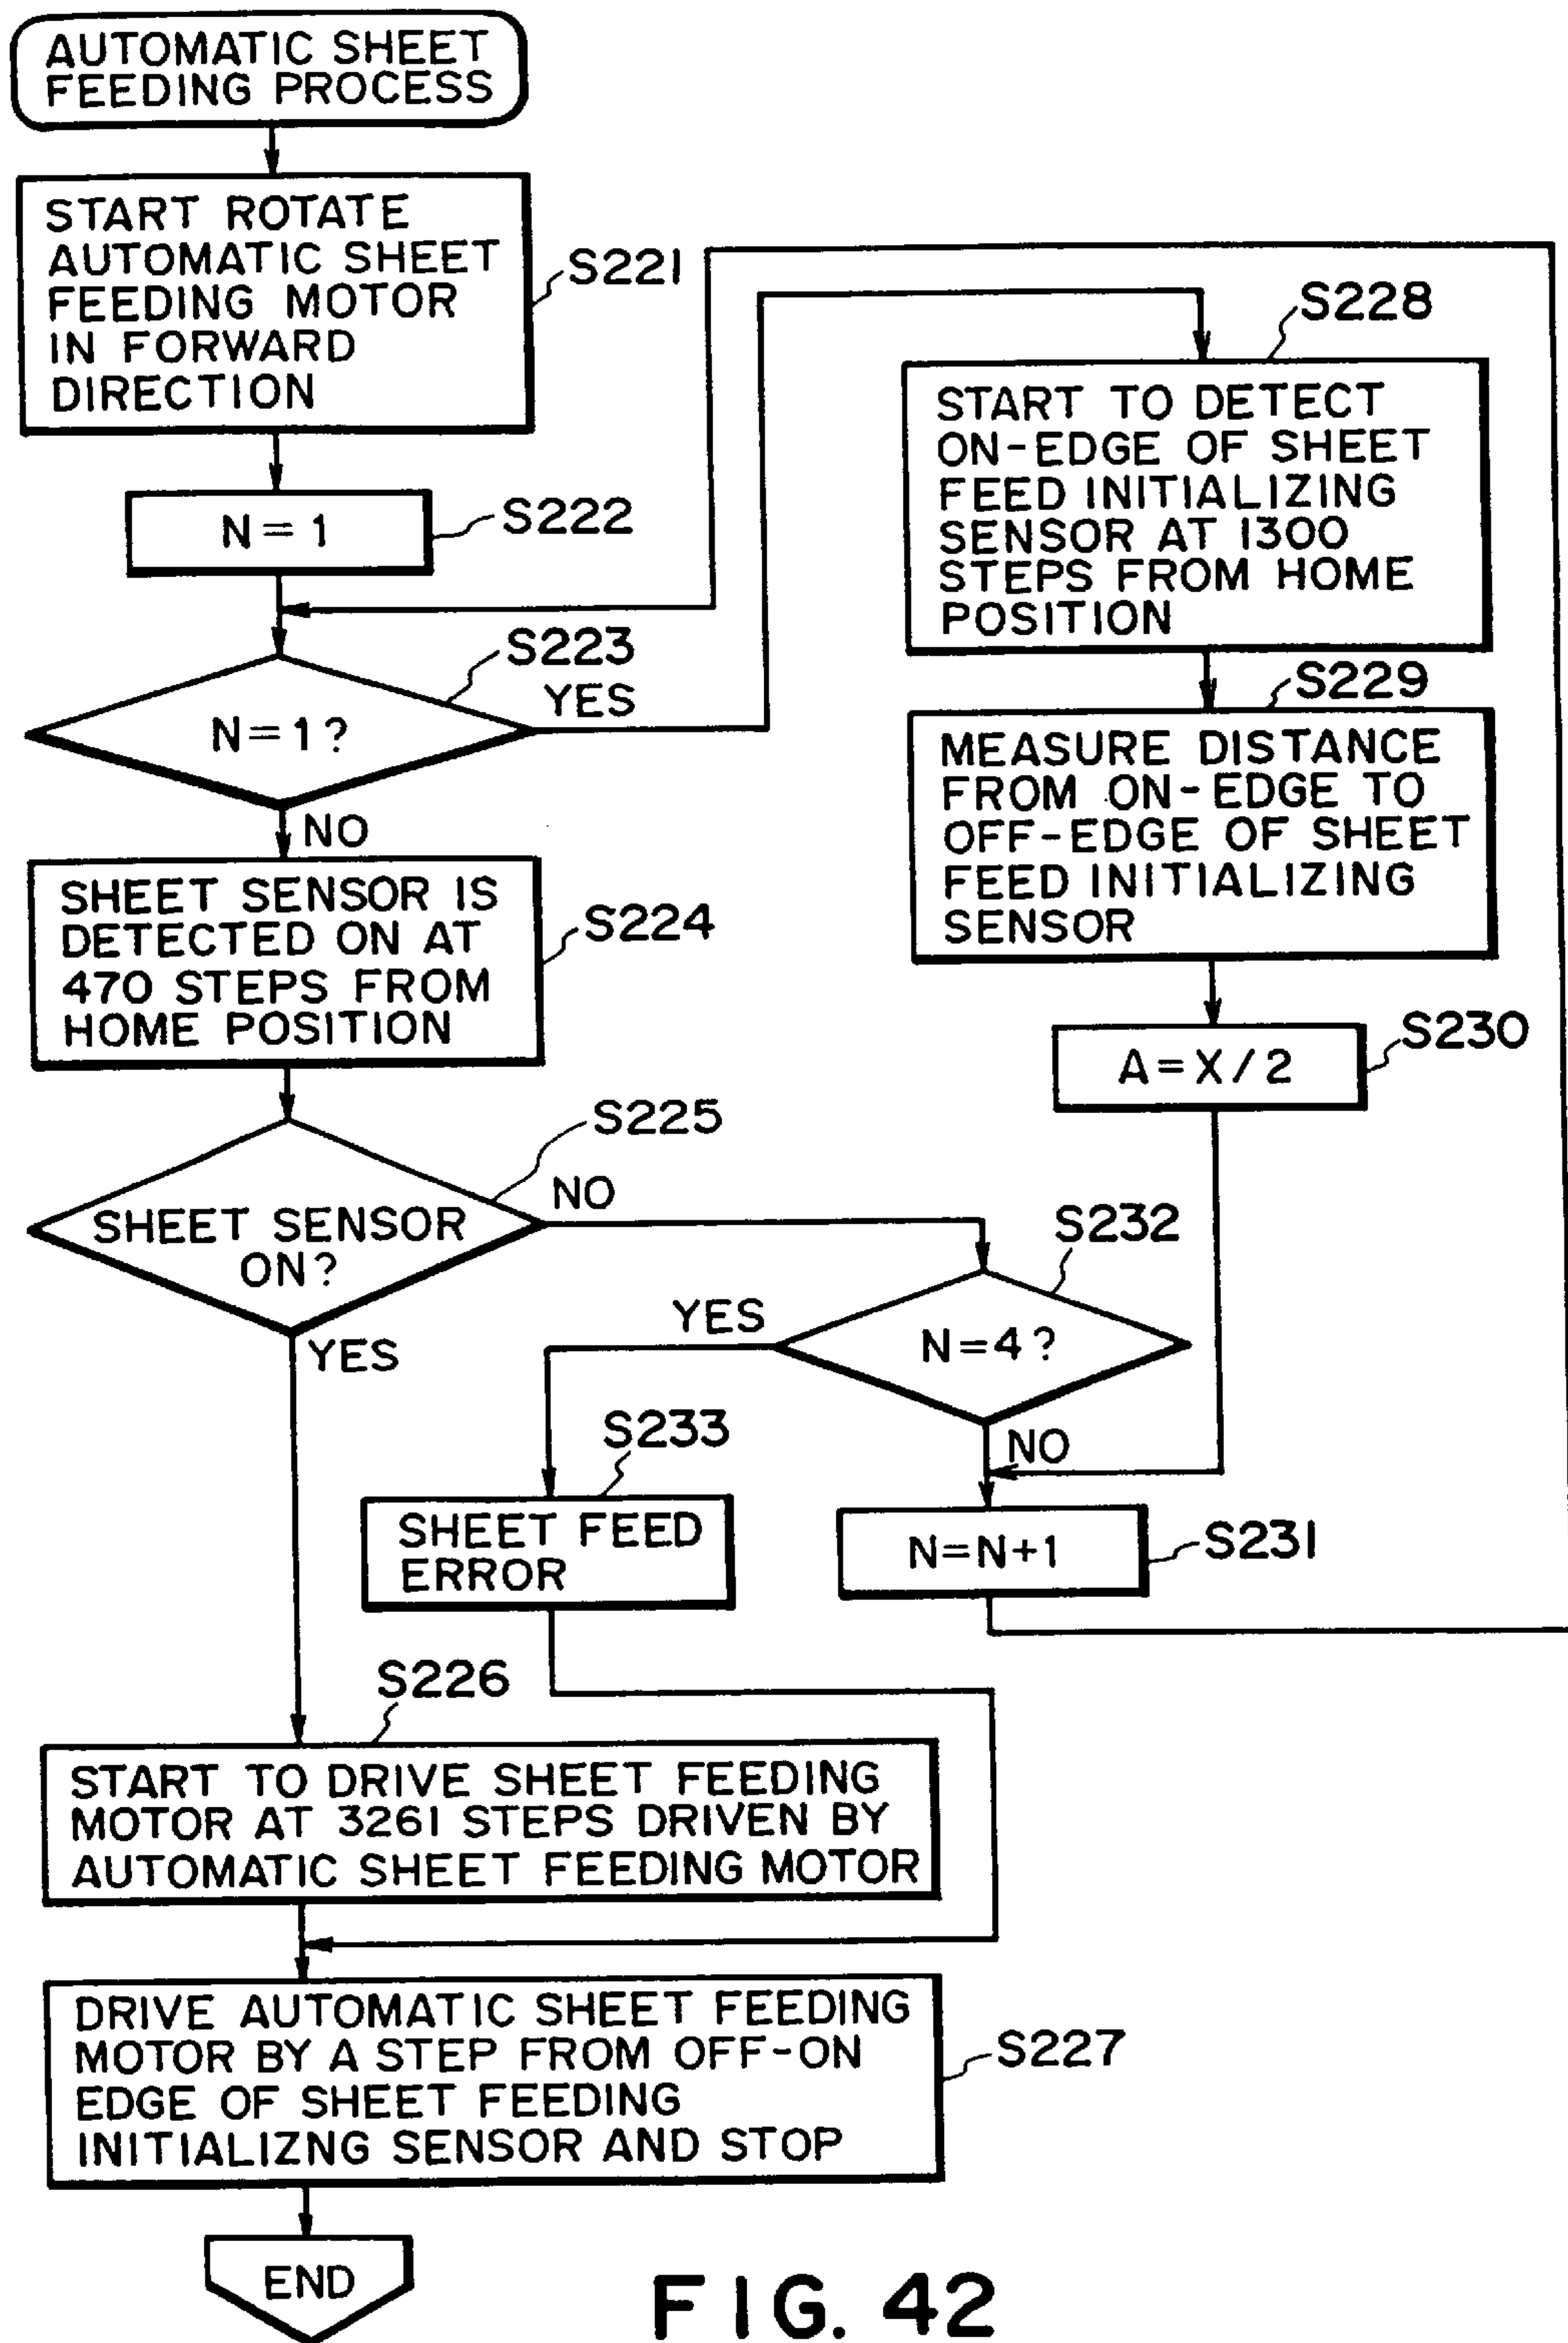 AUTOMATIC SHEET
FEEDING PROCESS
START ROTATE
AUTOMATIC SHEET
FEEDING MOTOR
IN FORWARD
DIRECTION
S221
N=1
S222
S223
N=1?
YES
NO
SHEET SENSOR IS
DETECTED ON AT
470 STEPS FROM
HOME POSITION
S224
S225
SHEET SENSOR
ON?
NO
YES
S228
START TO DETECT
ON-EDGE OF SHEET
FEED INITIALIZING
SENSOR AT 1300
STEPS FROM HOME
POSITION
S229
MEASURE DISTANCE
FROM ON-EDGE TO
OFF-EDGE OF SHEET
FEED INITIALIZING
SENSOR
S230
A=X/2
S232
N=4?
YES
NO
S233
SHEET FEED
ERROR
N=N+1
S231
S226
START TO DRIVE SHEET FEEDING
MOTOR AT 3261 STEPS DRIVEN BY
AUTOMATIC SHEET FEEDING MOTOR
DRIVE AUTOMATIC SHEET FEEDING
MOTOR BY A STEP FROM OFF-ON
EDGE OF SHEET FEEDING
INITIALIZNG SENSOR AND STOP
S227
END
FIG. 42